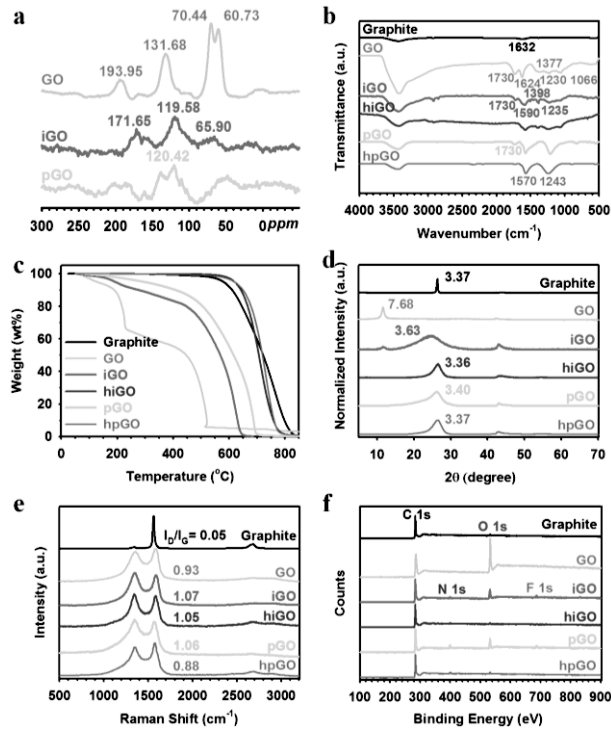 a
70.44
60.73
131.68
193.95
GO
119.58
171.65
65.90
iGO
120.42
pGO
300 250 200 150 100 50 0 ppm
b
Graphite
1632
GO
1377
1730
1624
1230
1066
1398
iGO
1730
1590
1235
hiGO
pGO
1730
hpGO
1570
1243
Transmittance (a.u.)
4000 3500 3000 2500 2000 1500 1000 500
Wavenumber (cm-1)
c
Weight (wt%)
100
80
60
40
20
0
Graphite
GO
iGO
hiGO
pGO
hpGO
0 200 400 600 800
Temperature (oC)
d
Normalized Intensity (a.u.)
3.37
Graphite
7.68
GO
3.63
iGO
3.36
hiGO
3.40
pGO
3.37
hpGO
10 20 30 40 50 60 70
2θ (degree)
e
Intensity (a.u.)
ID/IG= 0.05
Graphite
0.93
GO
1.07
iGO
1.05
hiGO
1.06
pGO
0.88
hpGO
500 1000 1500 2000 2500 3000
Raman Shift (cm-1)
f
Counts
C 1s
O 1s
Graphite
GO
N 1s
F 1s
iGO
hiGO
pGO
hpGO
100 200 300 400 500 600 700 800 900
Binding Energy (eV)